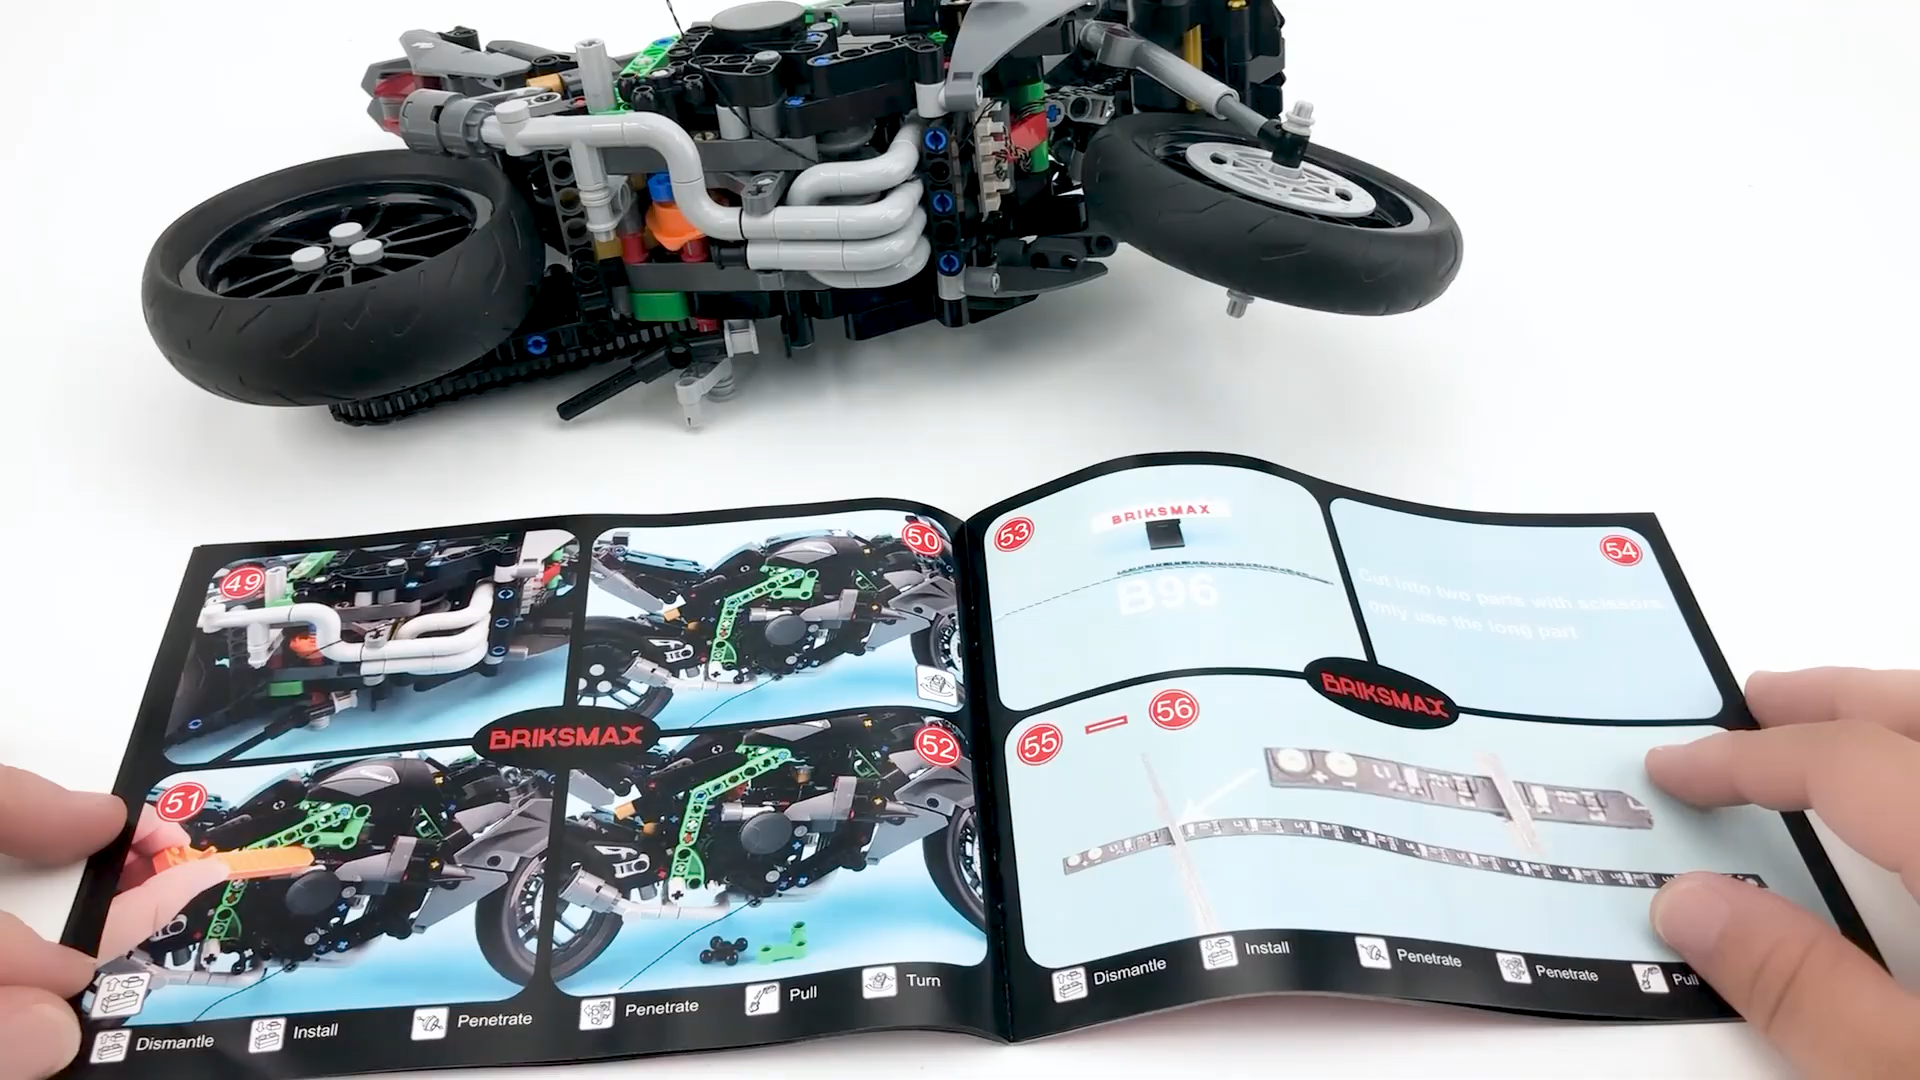 49
50
BRIKSMAX
51
52
Dismantle
Install
Penetrate
Penetrate
Pull
Turn
53
BRIKSMAX
B96
54
Cut into two parts with scissors
only use the long part
BRIKSMAX
55
56
Dismantle
Install
Penetrate
Penetrate
Pull